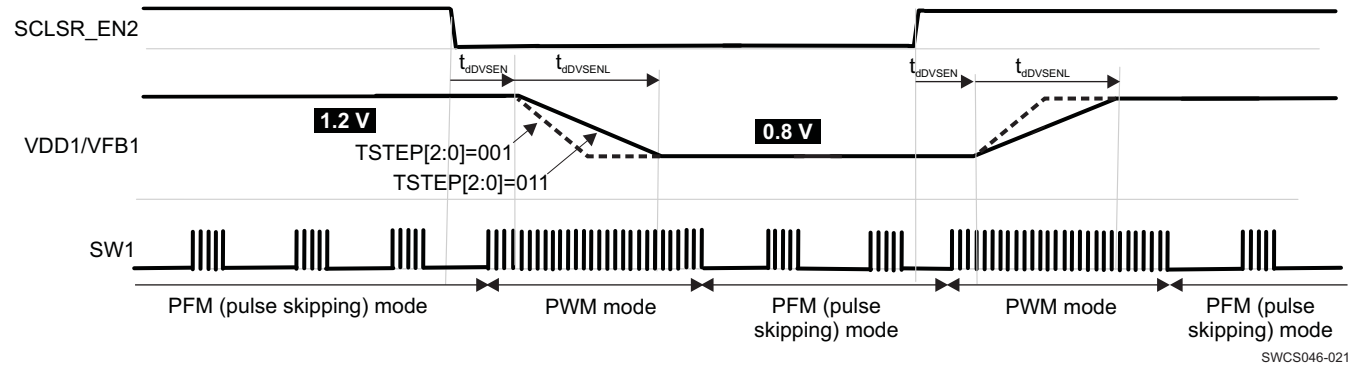 SCLSR_EN2
tdDVSEN
tdDVSENL
tdDVSEN
tdDVSENL
VDD1/VFB1
1.2 V
0.8 V
TSTEP[2:0]=001
TSTEP[2:0]=011
SW1
PFM (pulse skipping) mode
PWM mode
PFM (pulse
skipping) mode
PWM mode
PFM (pulse
skipping) mode
SWCS046-021